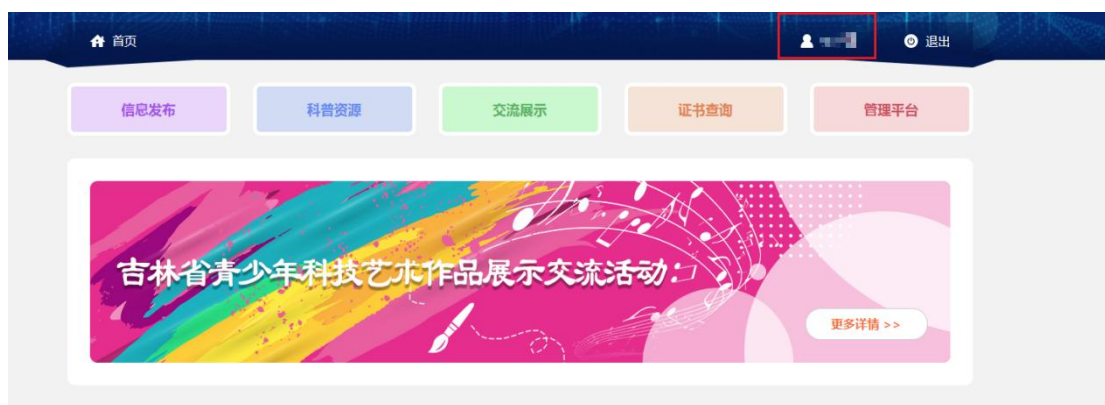 首页
退出
信息发布
科普资源
交流展示
证书查询
管理平台
吉林省青少年科技艺术作品展示交流活动
更多详情 >>